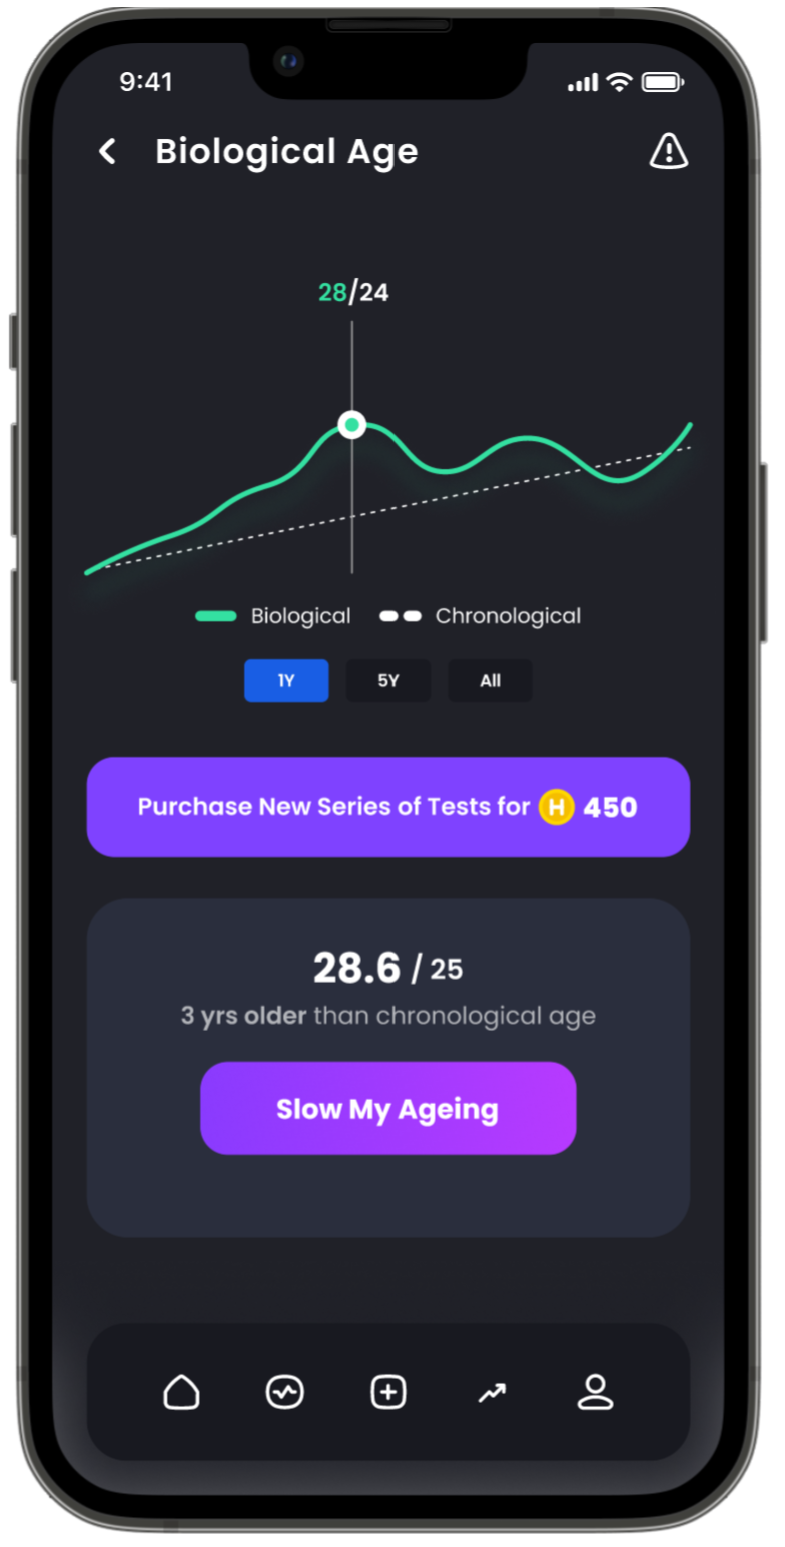 9:41
Biological Age
28/24
Biological Chronological
1Y 5Y All
Purchase New Series of Tests for H 450
28.6 / 25
3 yrs older than chronological age
Slow My Ageing